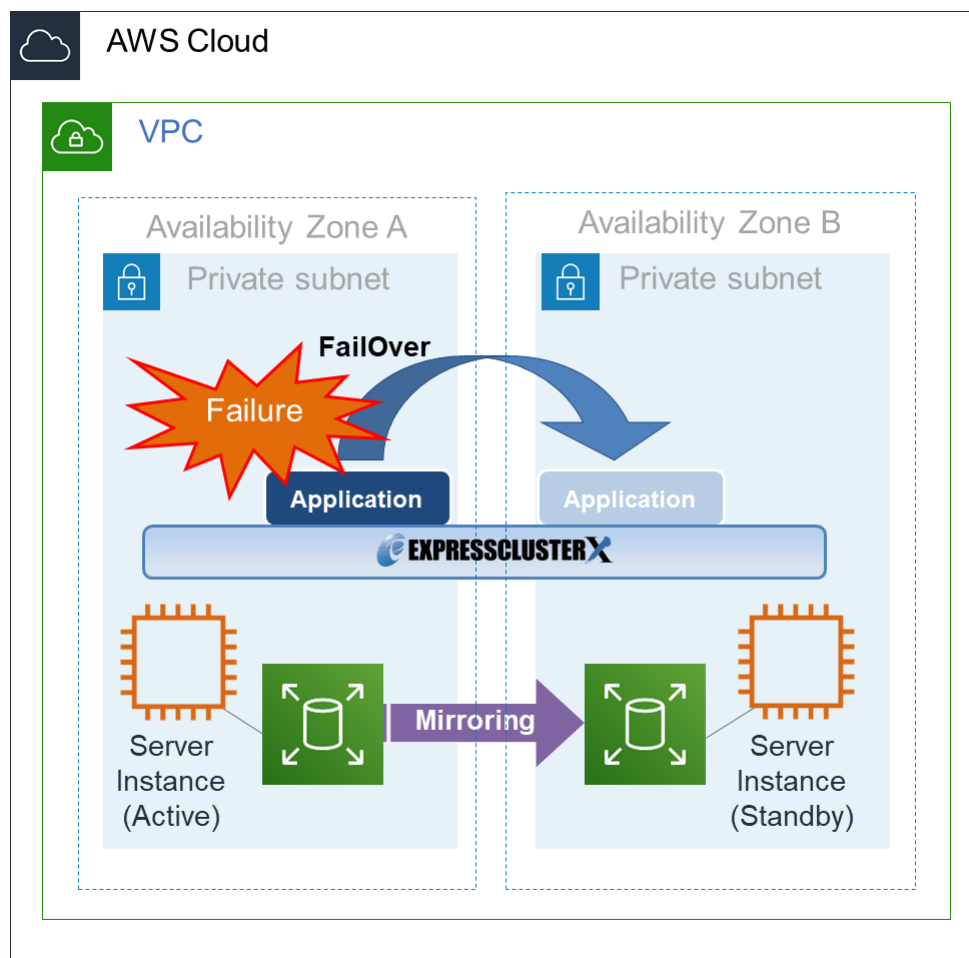 AWS Cloud
VPC
Availability Zone A
Availability Zone B
Private subnet
Private subnet
FailOver
Failure
Application
Application
EXPRESSCLUSTER X
Mirroring
Server
Instance
(Active)
Server
Instance
(Standby)